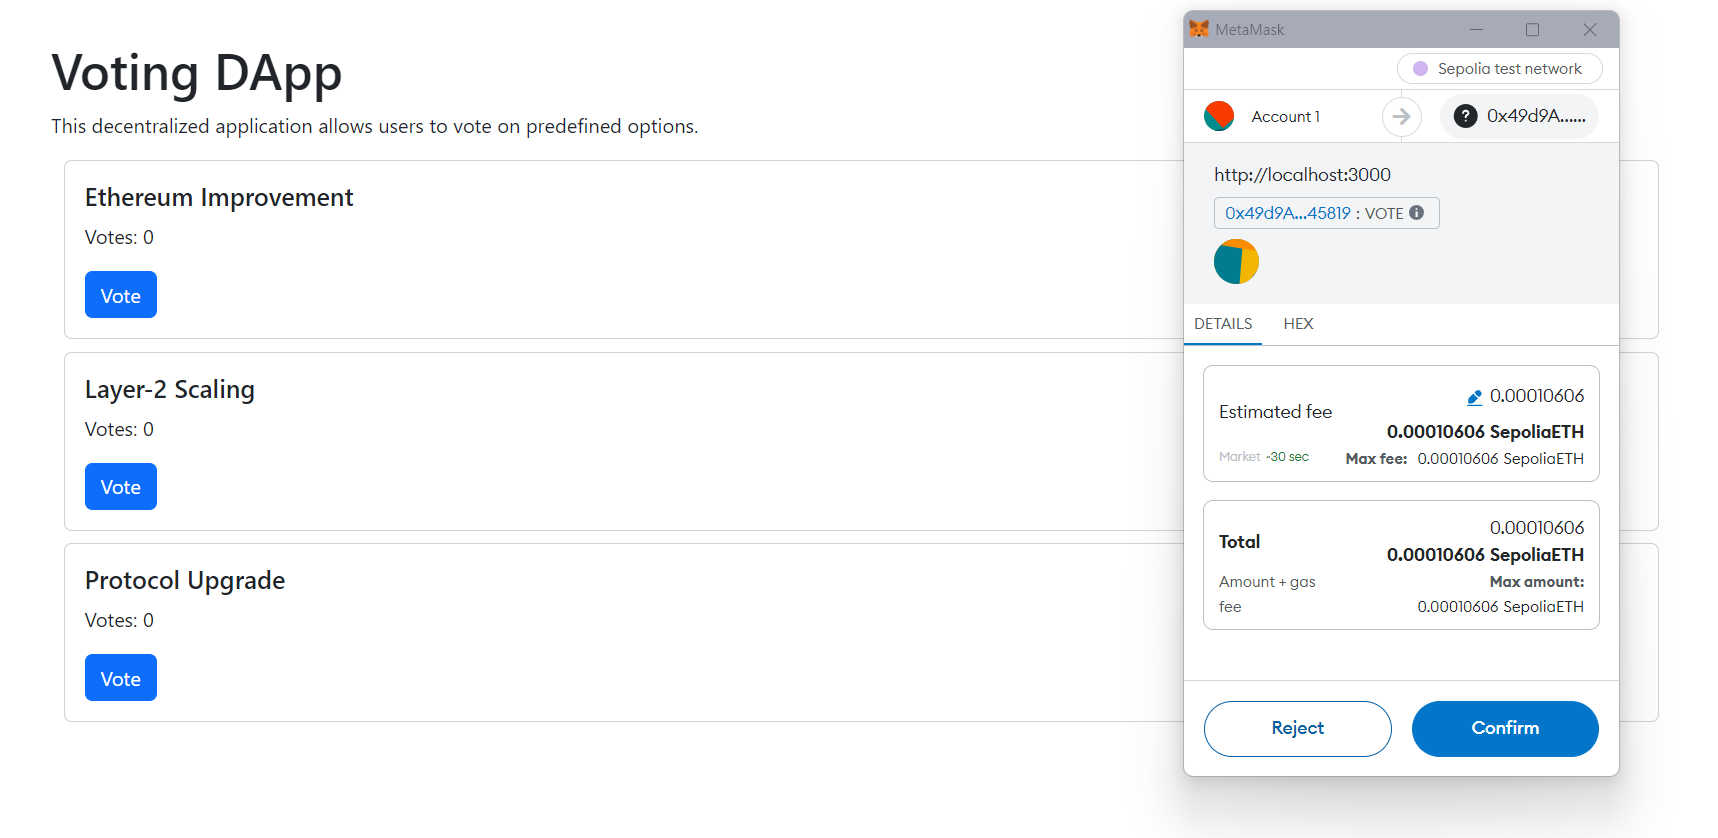 Voting DApp
This decentralized application allows users to vote on predefined options.
Ethereum Improvement
Votes: 0
Vote
Layer-2 Scaling
Votes: 0
Vote
Protocol Upgrade
Votes: 0
Vote
MetaMask
Sepolia test network
Account 1
? 0x49d9A......
http://localhost:3000
0x49d9A...45819 : VOTE
DETAILS HEX
0.00010606
Estimated fee
0.00010606 SepoliaETH
Market ~30 sec Max fee: 0.00010606 SepoliaETH
0.00010606
Total
0.00010606 SepoliaETH
Amount + gas fee
Max amount:
0.00010606 SepoliaETH
Reject Confirm